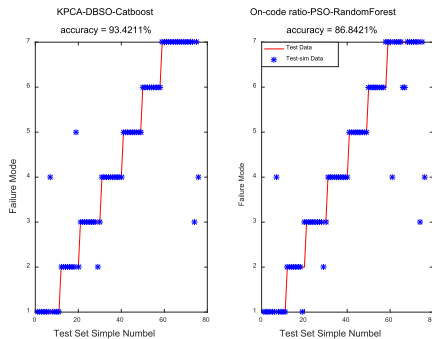 KPCA-DBSO-Catboost
accuracy = 93.4211%
7
6
5
4
3
2
1
0
20
40
60
80
Failure Mode
Test Set Simple Numbel
On-code ratio-PSO-RandomForest
accuracy = 86.8421%
Test Data
Test-sim Data
7
6
5
4
3
2
1
0
20
40
60
80
Failure Mode
Test Set Simple Numbel